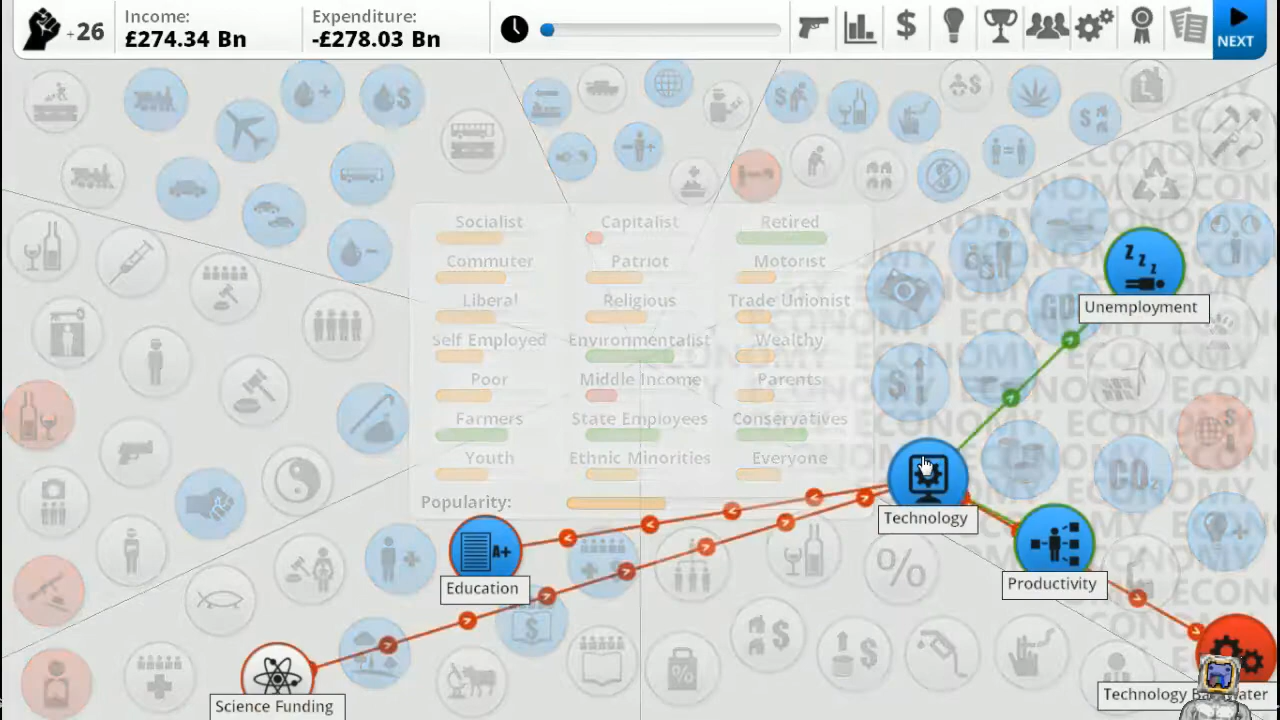 +26
Income:
£274.34 Bn
Expenditure:
-£278.03 Bn
NEXT
ECONOMY
Socialist Capitalist Retired
Commuter Patriot Motorist
Liberal Religious Trade Unionist
Self Employed Environmentalist Wealthy
Poor Middle Income Parents
Farmers State Employees Conservatives
Youth Ethnic Minorities Everyone
Popularity:
Unemployment
Technology
Education
A+
Productivity
Science Funding